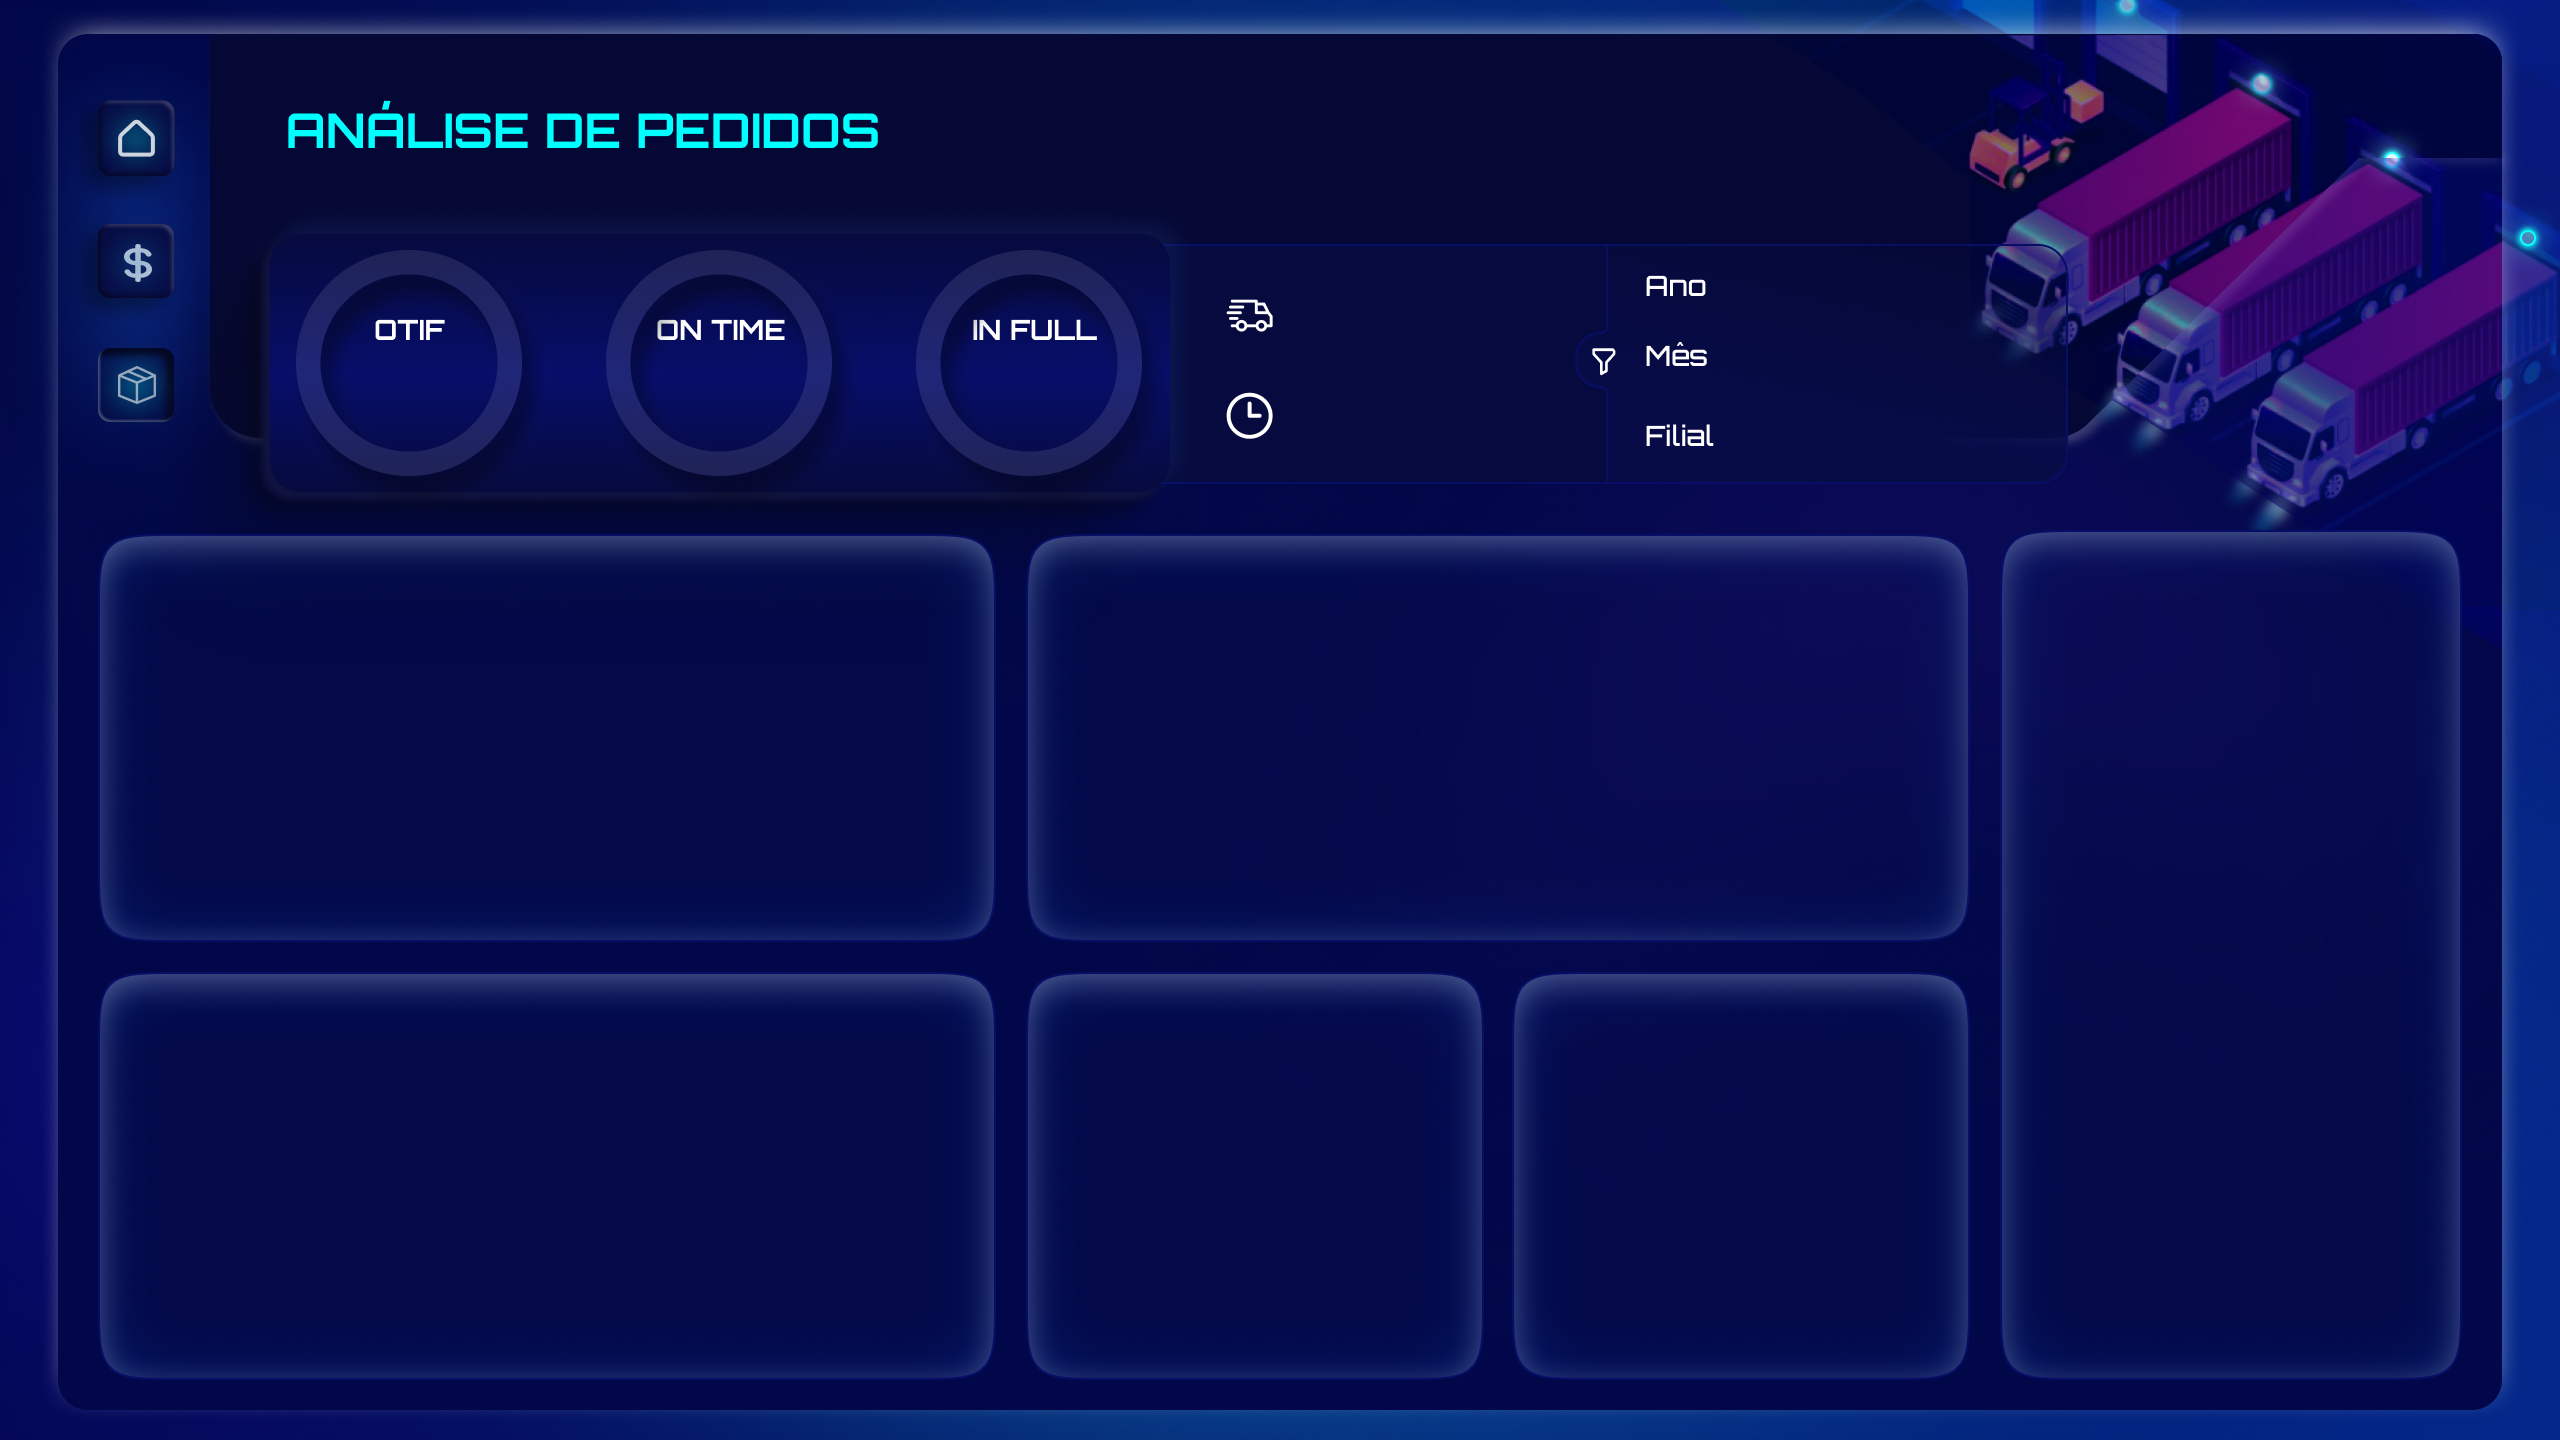 ANÁLISE DE PEDIDOS
$
OTIF
ON TIME
IN FULL
Ano
Mês
Filial